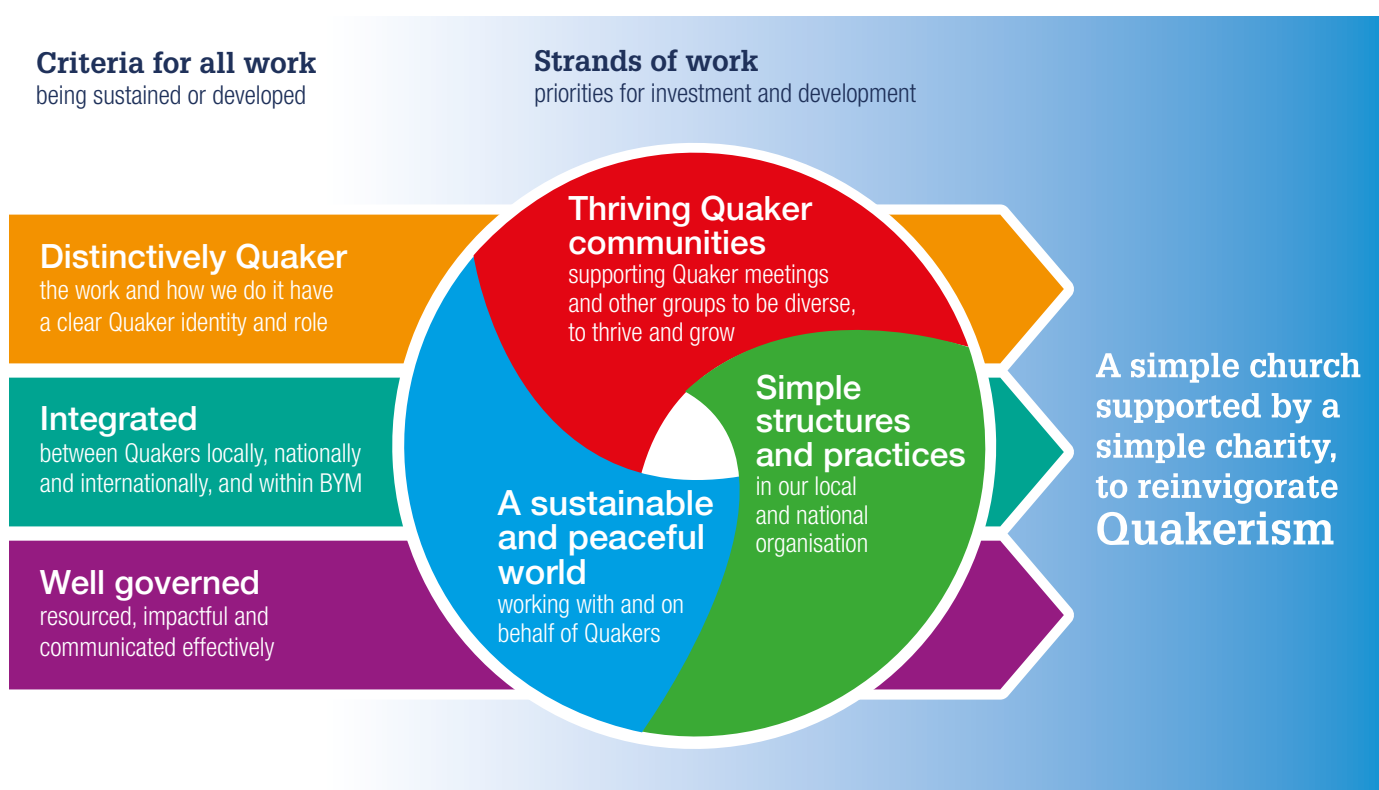 Criteria for all work
being sustained or developed
Strands of work
priorities for investment and development
Distinctively Quaker
the work and how we do it have
a clear Quaker identity and role
Integrated
between Quakers locally, nationally
and internationally, and within BYM
Well governed
resourced, impactful and
communicated effectively
Thriving Quaker
communities
supporting Quaker meetings
and other groups to be diverse,
to thrive and grow
Simple
structures
and practices
in our local
and national
organisation
A sustainable
and peaceful
world
working with and on
behalf of Quakers
A simple church
supported by a
simple charity,
to reinvigorate
Quakerism